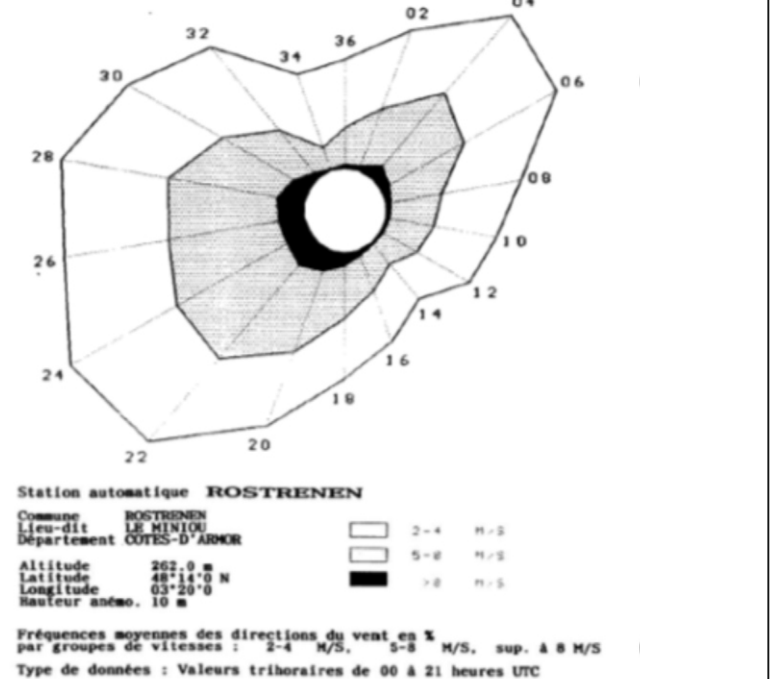 02
04
36
32
34
30
06
28
08
10
26
12
14
16
24
18
20
22
Station automatique ROSTRENEN
Commune ROSTRENEN
Lieu-dit LE MINIOU
Département COTES-D'ARMOR
2-4 M/S
5-8 M/S
>8 M/S
Altitude 262.0 m
Latitude 48°14'0 N
Longitude 03°20'0
Hauteur anémo. 10 m
Fréquences moyennes des directions du vent en %
par groupes de vitesses : 2-4 M/S, 5-8 M/S, sup. à 8 M/S
Type de données : Valeurs trihoraires de 00 à 21 heures UTC